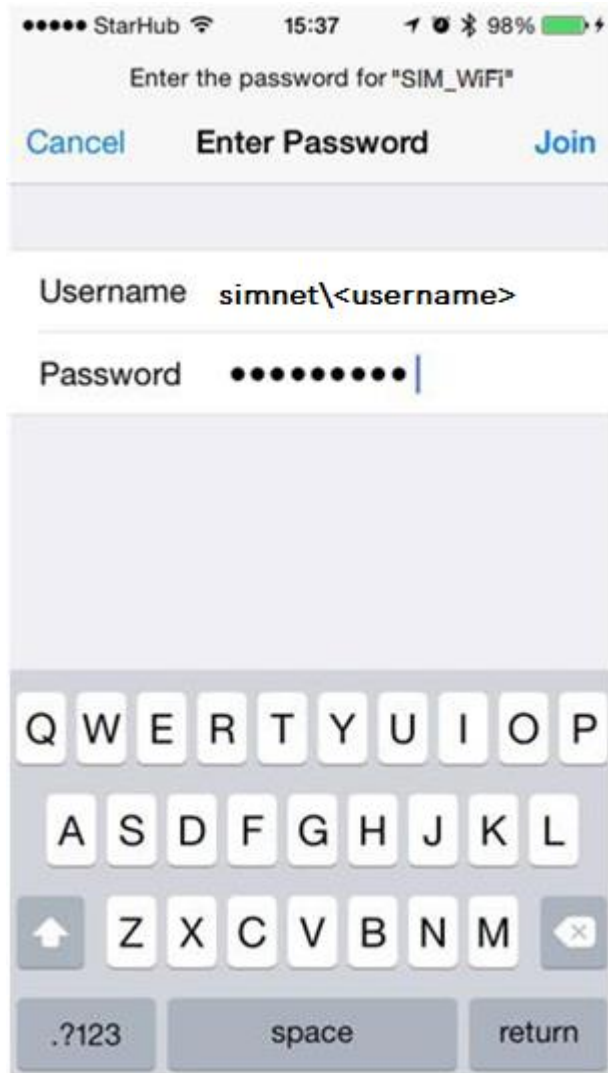 ●●●●● StarHub 15:37 98%
Enter the password for "SIM_WiFi"
Cancel Enter Password Join
Username simnet\<username>
Password ●●●●●●●●●
Q W E R T Y U I O P
A S D F G H J K L
Z X C V B N M
.?123 space return